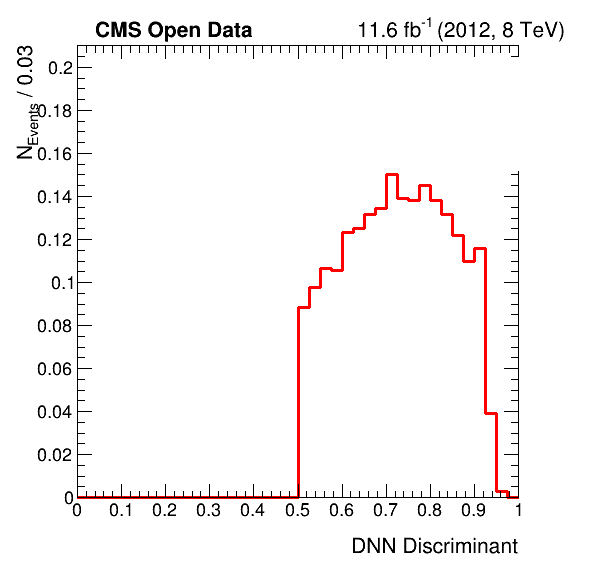 CMS Open Data
11.6 fb-1 (2012, 8 TeV)
NEvents / 0.03
0.2
0.18
0.16
0.14
0.12
0.1
0.08
0.06
0.04
0.02
0
0 0.1 0.2 0.3 0.4 0.5 0.6 0.7 0.8 0.9 1
DNN Discriminant